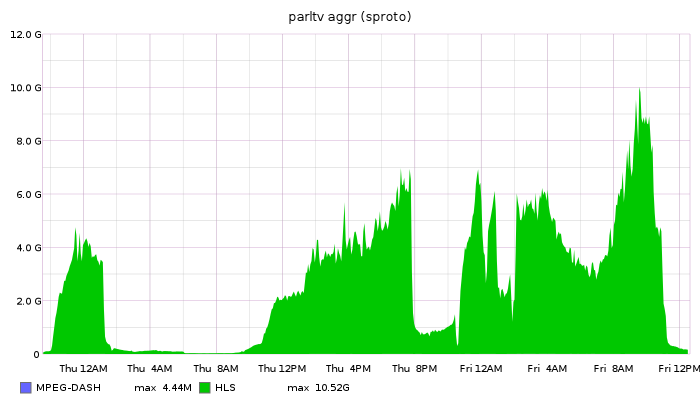 parltv aggr (sproto)
12.0 G
10.0 G
8.0 G
6.0 G
4.0 G
2.0 G
0
Thu 12AM Thu 4AM Thu 8AM Thu 12PM Thu 4PM Thu 8PM Fri 12AM Fri 4AM Fri 8AM Fri 12PM
MPEG-DASH max 4.44M HLS max 10.52G